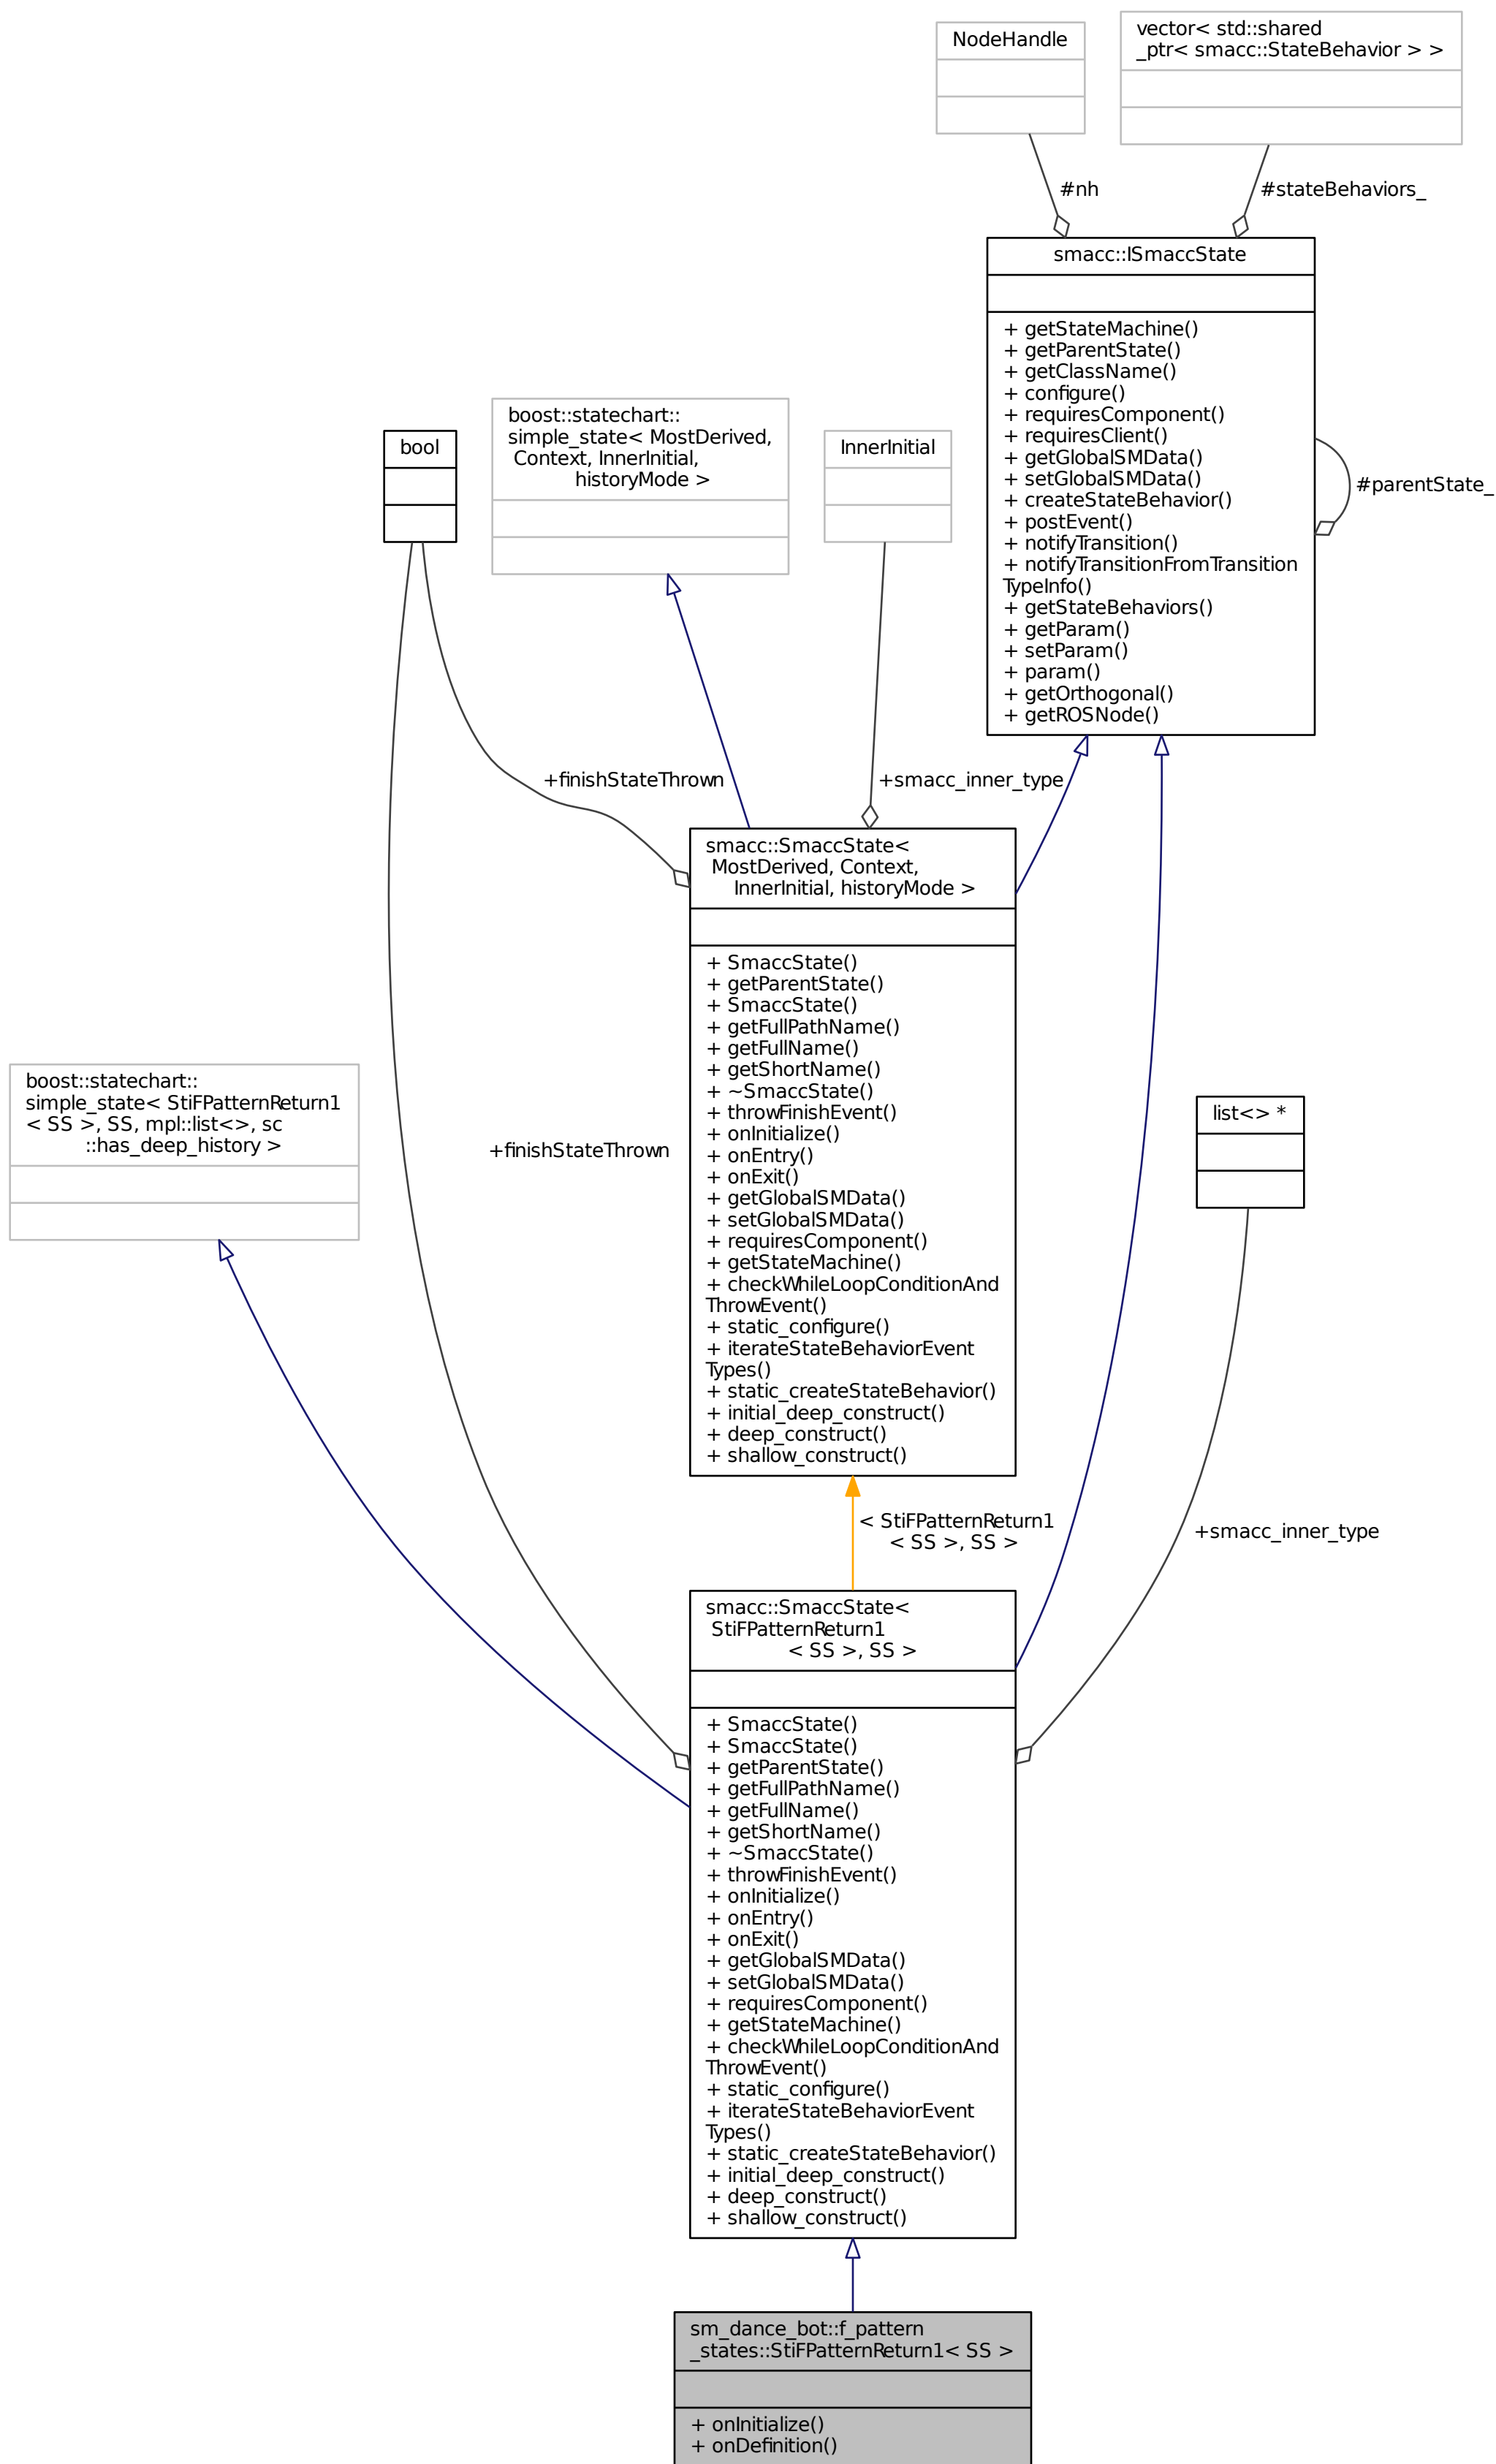 NodeHandle
vector< std::shared
_ptr< smacc::StateBehavior > >
#nh
#stateBehaviors_
smacc::ISmaccState
+ getStateMachine()
+ getParentState()
+ getClassName()
+ configure()
+ requiresComponent()
+ requiresClient()
+ getGlobalSMData()
+ setGlobalSMData()
+ createStateBehavior()
+ postEvent()
+ notifyTransition()
+ notifyTransitionFromTransition
TypeInfo()
+ getStateBehaviors()
+ getParam()
+ setParam()
+ param()
+ getOrthogonal()
+ getROSNode()
#parentState_
bool
boost::statechart::
simple_state< MostDerived,
Context, InnerInitial,
historyMode >
InnerInitial
+finishStateThrown
+smacc_inner_type
smacc::SmaccState<
MostDerived, Context,
InnerInitial, historyMode >
+ SmaccState()
+ getParentState()
+ SmaccState()
+ getFullPathName()
+ getFullName()
+ getShortName()
+ ~SmaccState()
+ throwFinishEvent()
+ onInitialize()
+ onEntry()
+ onExit()
+ getGlobalSMData()
+ setGlobalSMData()
+ requiresComponent()
+ getStateMachine()
+ checkWhileLoopConditionAnd
ThrowEvent()
+ static_configure()
+ iterateStateBehaviorEvent
Types()
+ static_createStateBehavior()
+ initial_deep_construct()
+ deep_construct()
+ shallow_construct()
boost::statechart::
simple_state< StiFPatternReturn1
< SS >, SS, mpl::list<>, sc
::has_deep_history >
+finishStateThrown
list<> *
< StiFPatternReturn1
< SS >, SS >
+smacc_inner_type
smacc::SmaccState<
StiFPatternReturn1
< SS >, SS >
+ SmaccState()
+ SmaccState()
+ getParentState()
+ getFullPathName()
+ getFullName()
+ getShortName()
+ ~SmaccState()
+ throwFinishEvent()
+ onInitialize()
+ onEntry()
+ onExit()
+ getGlobalSMData()
+ setGlobalSMData()
+ requiresComponent()
+ getStateMachine()
+ checkWhileLoopConditionAnd
ThrowEvent()
+ static_configure()
+ iterateStateBehaviorEvent
Types()
+ static_createStateBehavior()
+ initial_deep_construct()
+ deep_construct()
+ shallow_construct()
sm_dance_bot::f_pattern
_states::StiFPatternReturn1< SS >
+ onInitialize()
+ onDefinition()